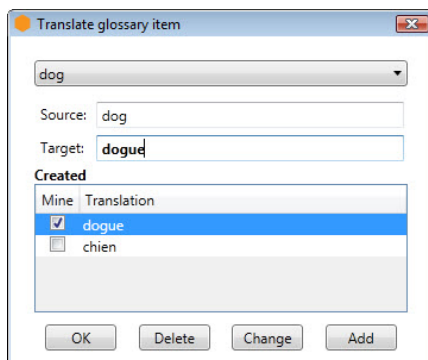 Translate glossary item
dog
Source: dog
Target: dogue
Created
Mine Translation
dogue
chien
OK Delete Change Add